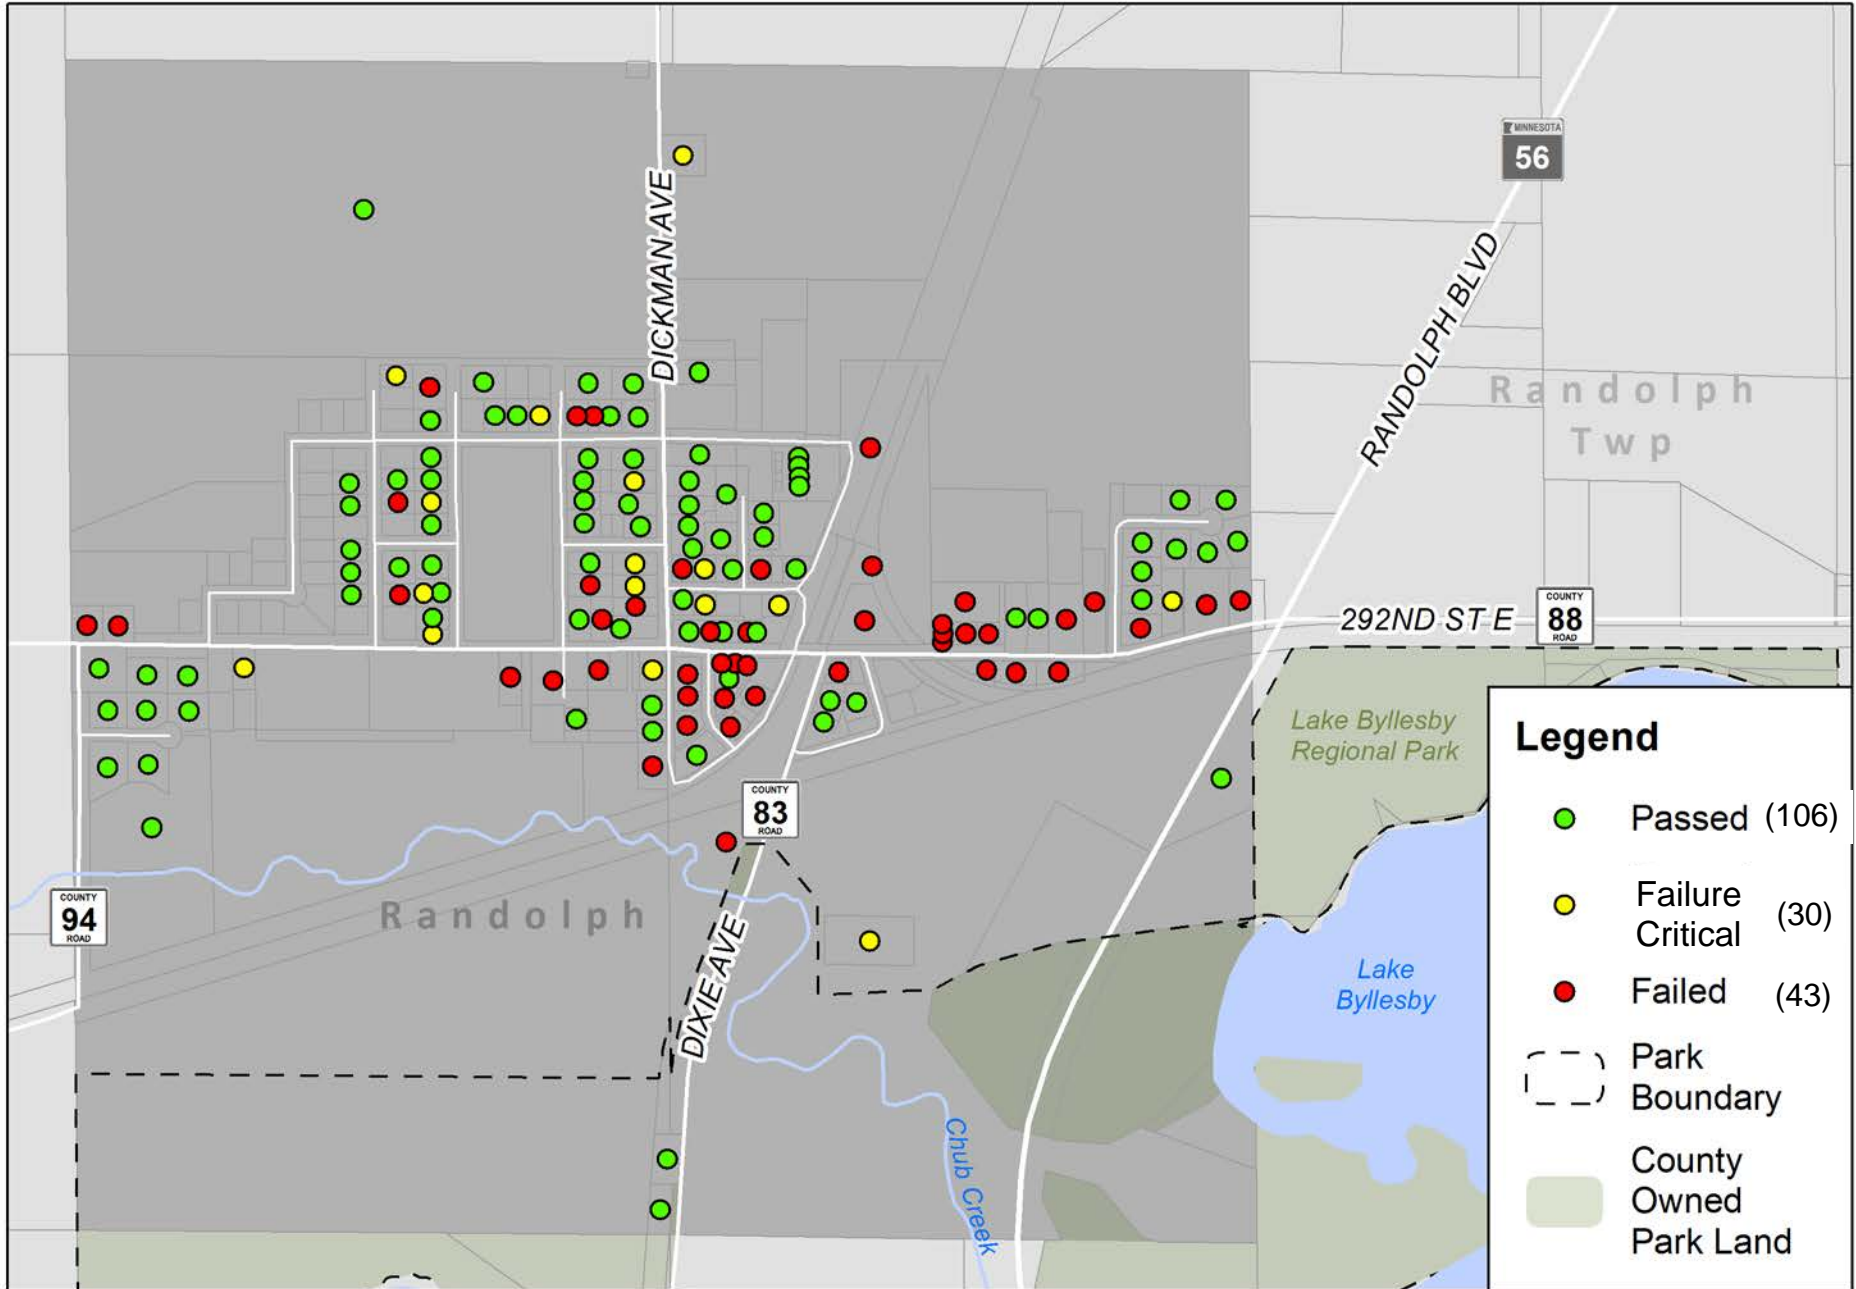 MINNESOTA
56
DICKMAN AVE
RANDOLPH BLVD
Randolph
Twp
292ND ST E
COUNTY
88
ROAD
Lake Byllesby
Regional Park
COUNTY
83
ROAD
COUNTY
94
ROAD
Randolph
DIXIE AVE
Lake
Byllesby
Chub Creek
Legend
Passed (106)
Failure
Critical (30)
Failed (43)
Park
Boundary
County
Owned
Park Land